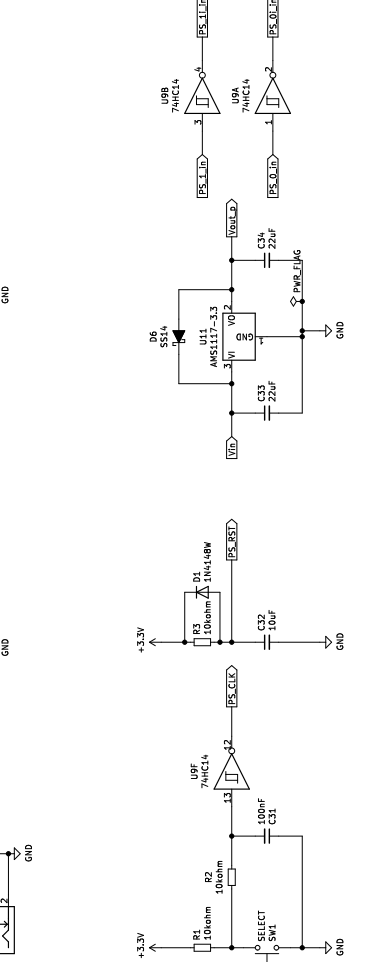 PS_1i_in
PS_0i_in
4
2
U9B
74HC14
U9A
74HC14
3
1
PS_1_in
PS_0_in
Vout_p
C34
22uF
PWR_FLAG
GND
D6
SS14
U11
AMS1117-3.3
2
VO
GND
1
VI
3
GND
C33
22uF
Vin
PS_RST
D1
1N4148W
+3.3V
R3
10kohm
C32
10uF
GND
GND
PS_CLK
12
U9F
74HC14
13
100nF
C31
GND
2
R2
10kohm
R1
10kohm
+3.3V
SELECT
SW1
GND